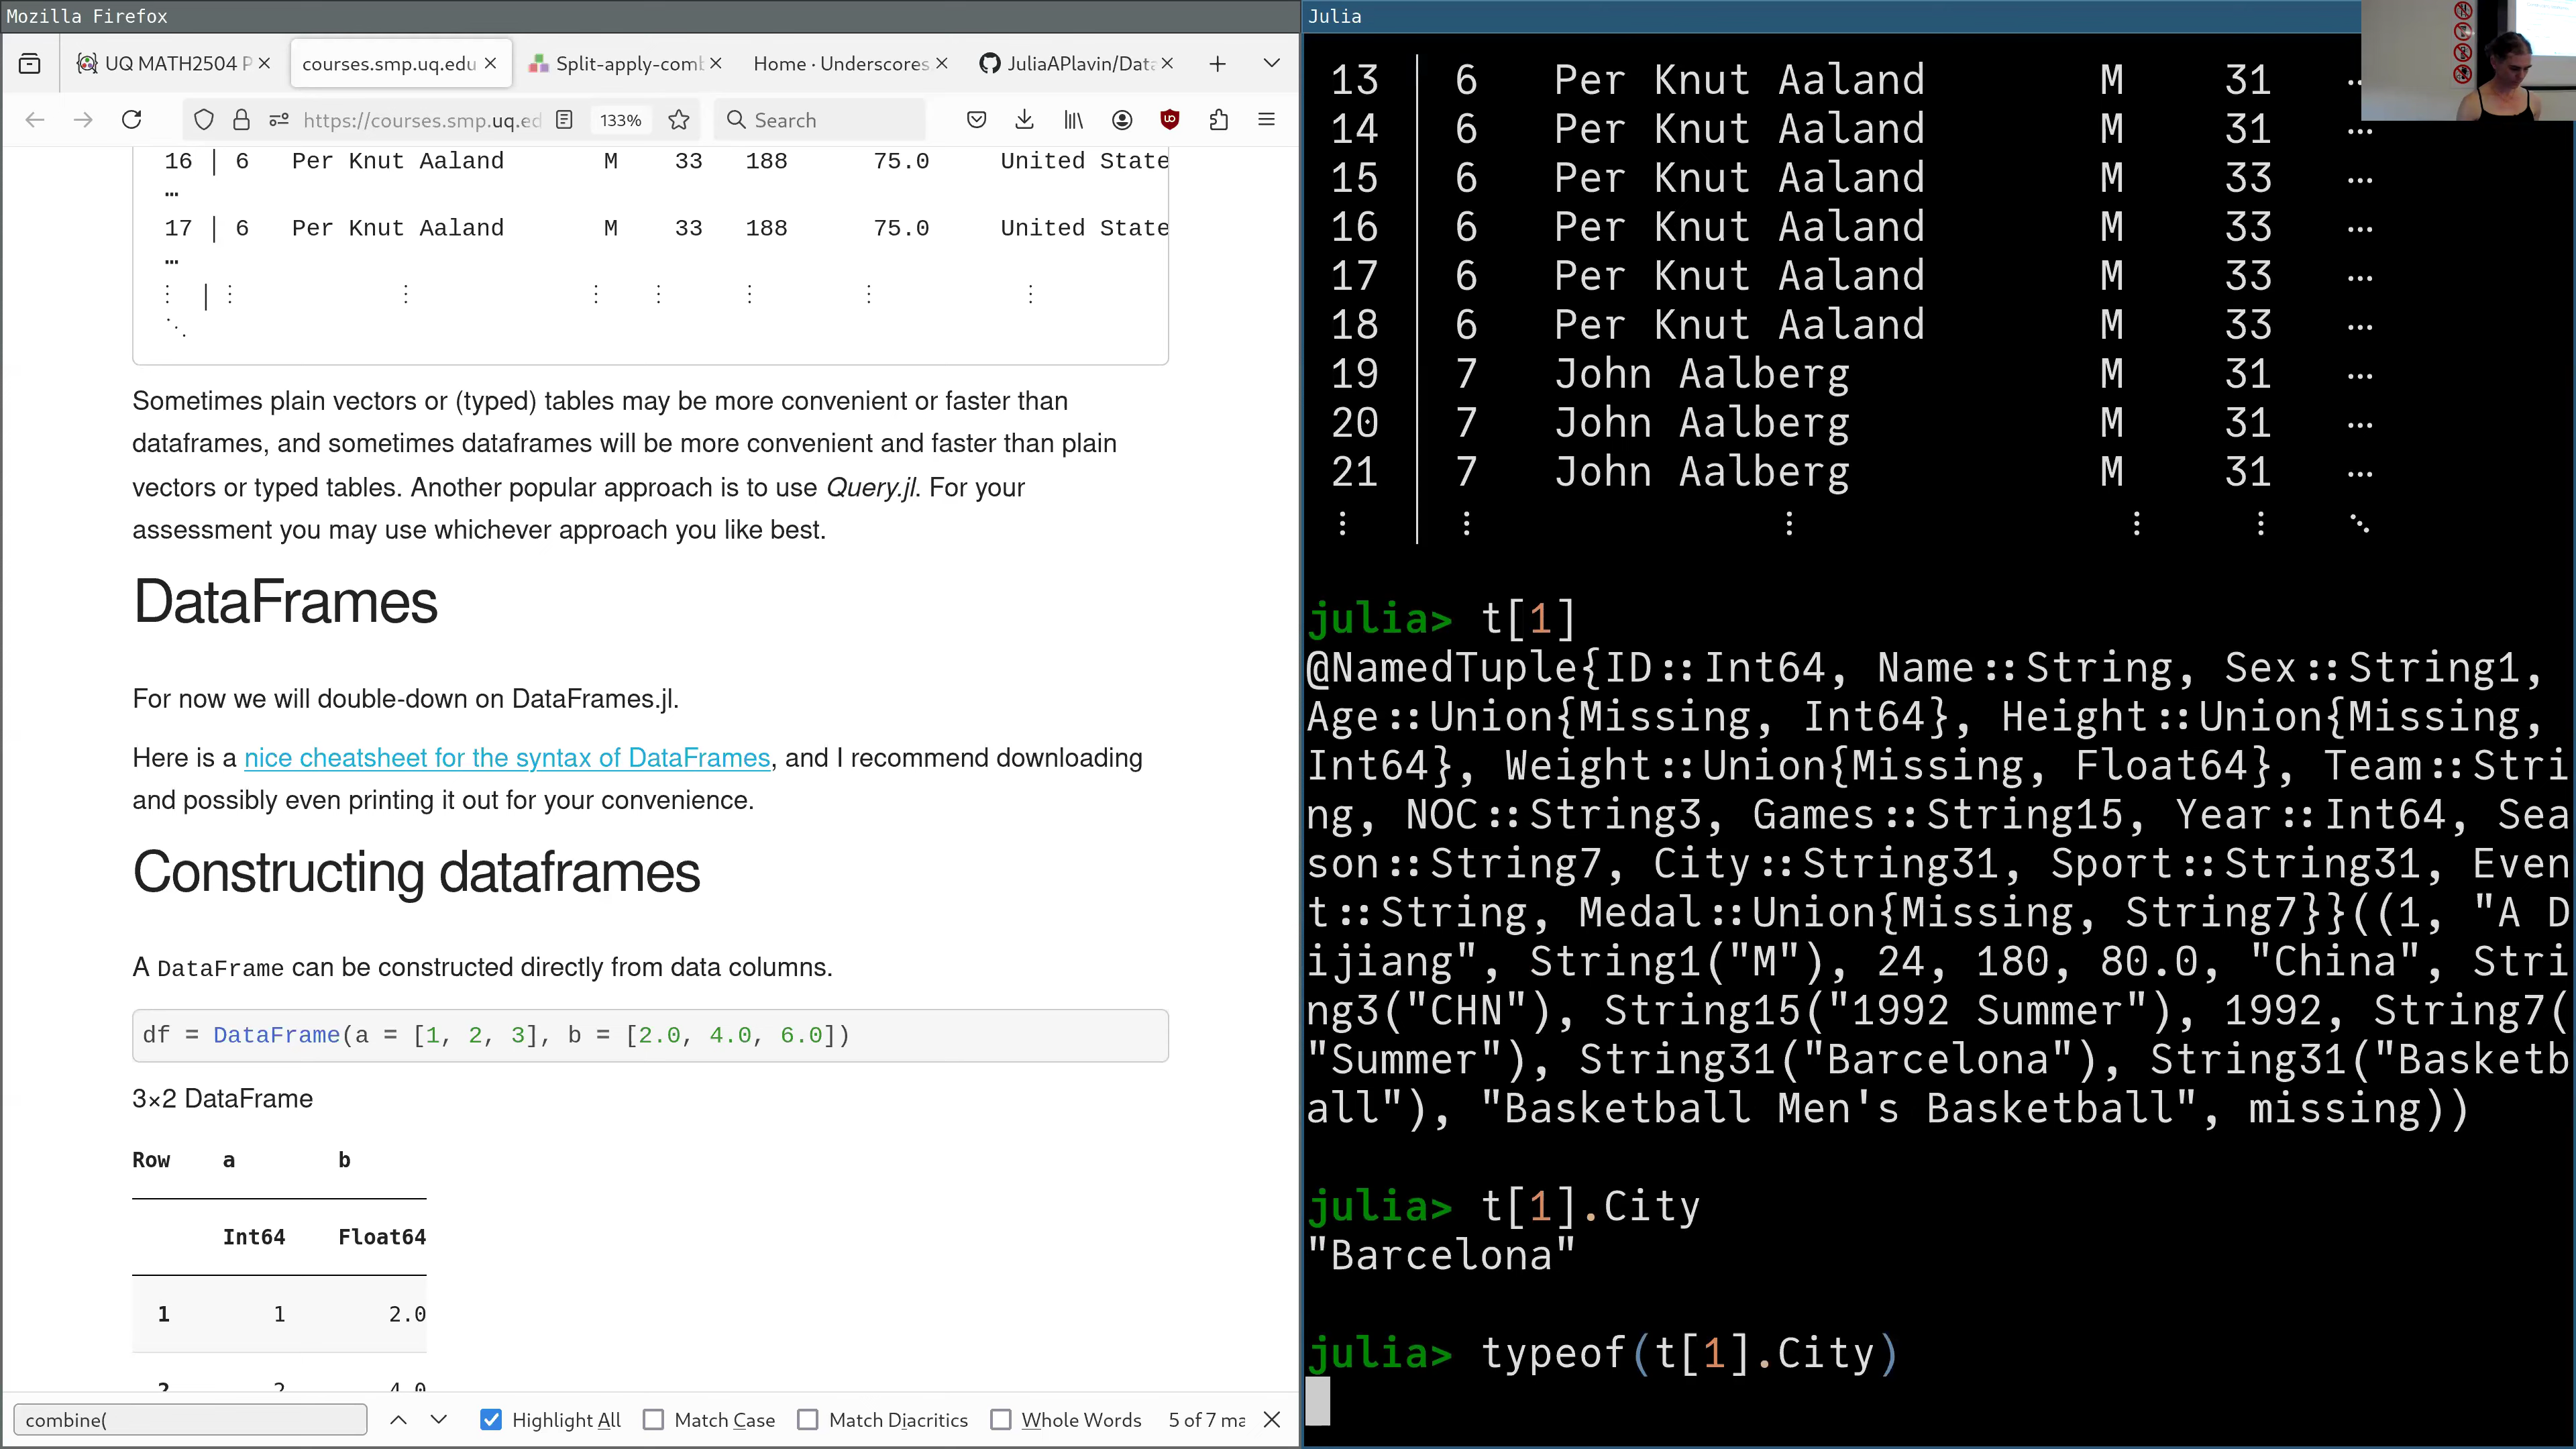 Mozilla Firefox
UQ MATH2504 P
courses.smp.uq.edu
Split-apply-comb
Home · Underscores
JuliaAPlavin/Data
https://courses.smp.uq.ed
133%
Search
16 | 6 Per Knut Aaland M 33 188 75.0 United State
…
17 | 6 Per Knut Aaland M 33 188 75.0 United State
…
⋮ | ⋮ ⋮ ⋮ ⋮ ⋮ ⋮ ⋮
⋱
Sometimes plain vectors or (typed) tables may be more convenient or faster than
dataframes, and sometimes dataframes will be more convenient and faster than plain
vectors or typed tables. Another popular approach is to use Query.jl. For your
assessment you may use whichever approach you like best.
DataFrames
For now we will double-down on DataFrames.jl.
Here is a nice cheatsheet for the syntax of DataFrames, and I recommend downloading
and possibly even printing it out for your convenience.
Constructing dataframes
A DataFrame can be constructed directly from data columns.
df = DataFrame(a = [1, 2, 3], b = [2.0, 4.0, 6.0])
3×2 DataFrame
Row a b
Int64 Float64
1 1 2.0
2 2 4.0
combine(
Highlight All
Match Case
Match Diacritics
Whole Words
5 of 7 ma
Julia
13 6 Per Knut Aaland M 31 …
14 6 Per Knut Aaland M 31 …
15 6 Per Knut Aaland M 33 …
16 6 Per Knut Aaland M 33 …
17 6 Per Knut Aaland M 33 …
18 6 Per Knut Aaland M 33 …
19 7 John Aalberg M 31 …
20 7 John Aalberg M 31 …
21 7 John Aalberg M 31 …
⋮ ⋮ ⋮ ⋮ ⋮ ⋱
julia> t[1]
@NamedTuple{ID::Int64, Name::String, Sex::String1,
Age::Union{Missing, Int64}, Height::Union{Missing,
Int64}, Weight::Union{Missing, Float64}, Team::Stri
ng, NOC::String3, Games::String15, Year::Int64, Sea
son::String7, City::String31, Sport::String31, Even
t::String, Medal::Union{Missing, String7}}((1, "A D
ijiang", String1("M"), 24, 180, 80.0, "China", Stri
ng3("CHN"), String15("1992 Summer"), 1992, String7(
"Summer"), String31("Barcelona"), String31("Basketb
all"), "Basketball Men's Basketball", missing))
julia> t[1].City
"Barcelona"
julia> typeof(t[1].City)